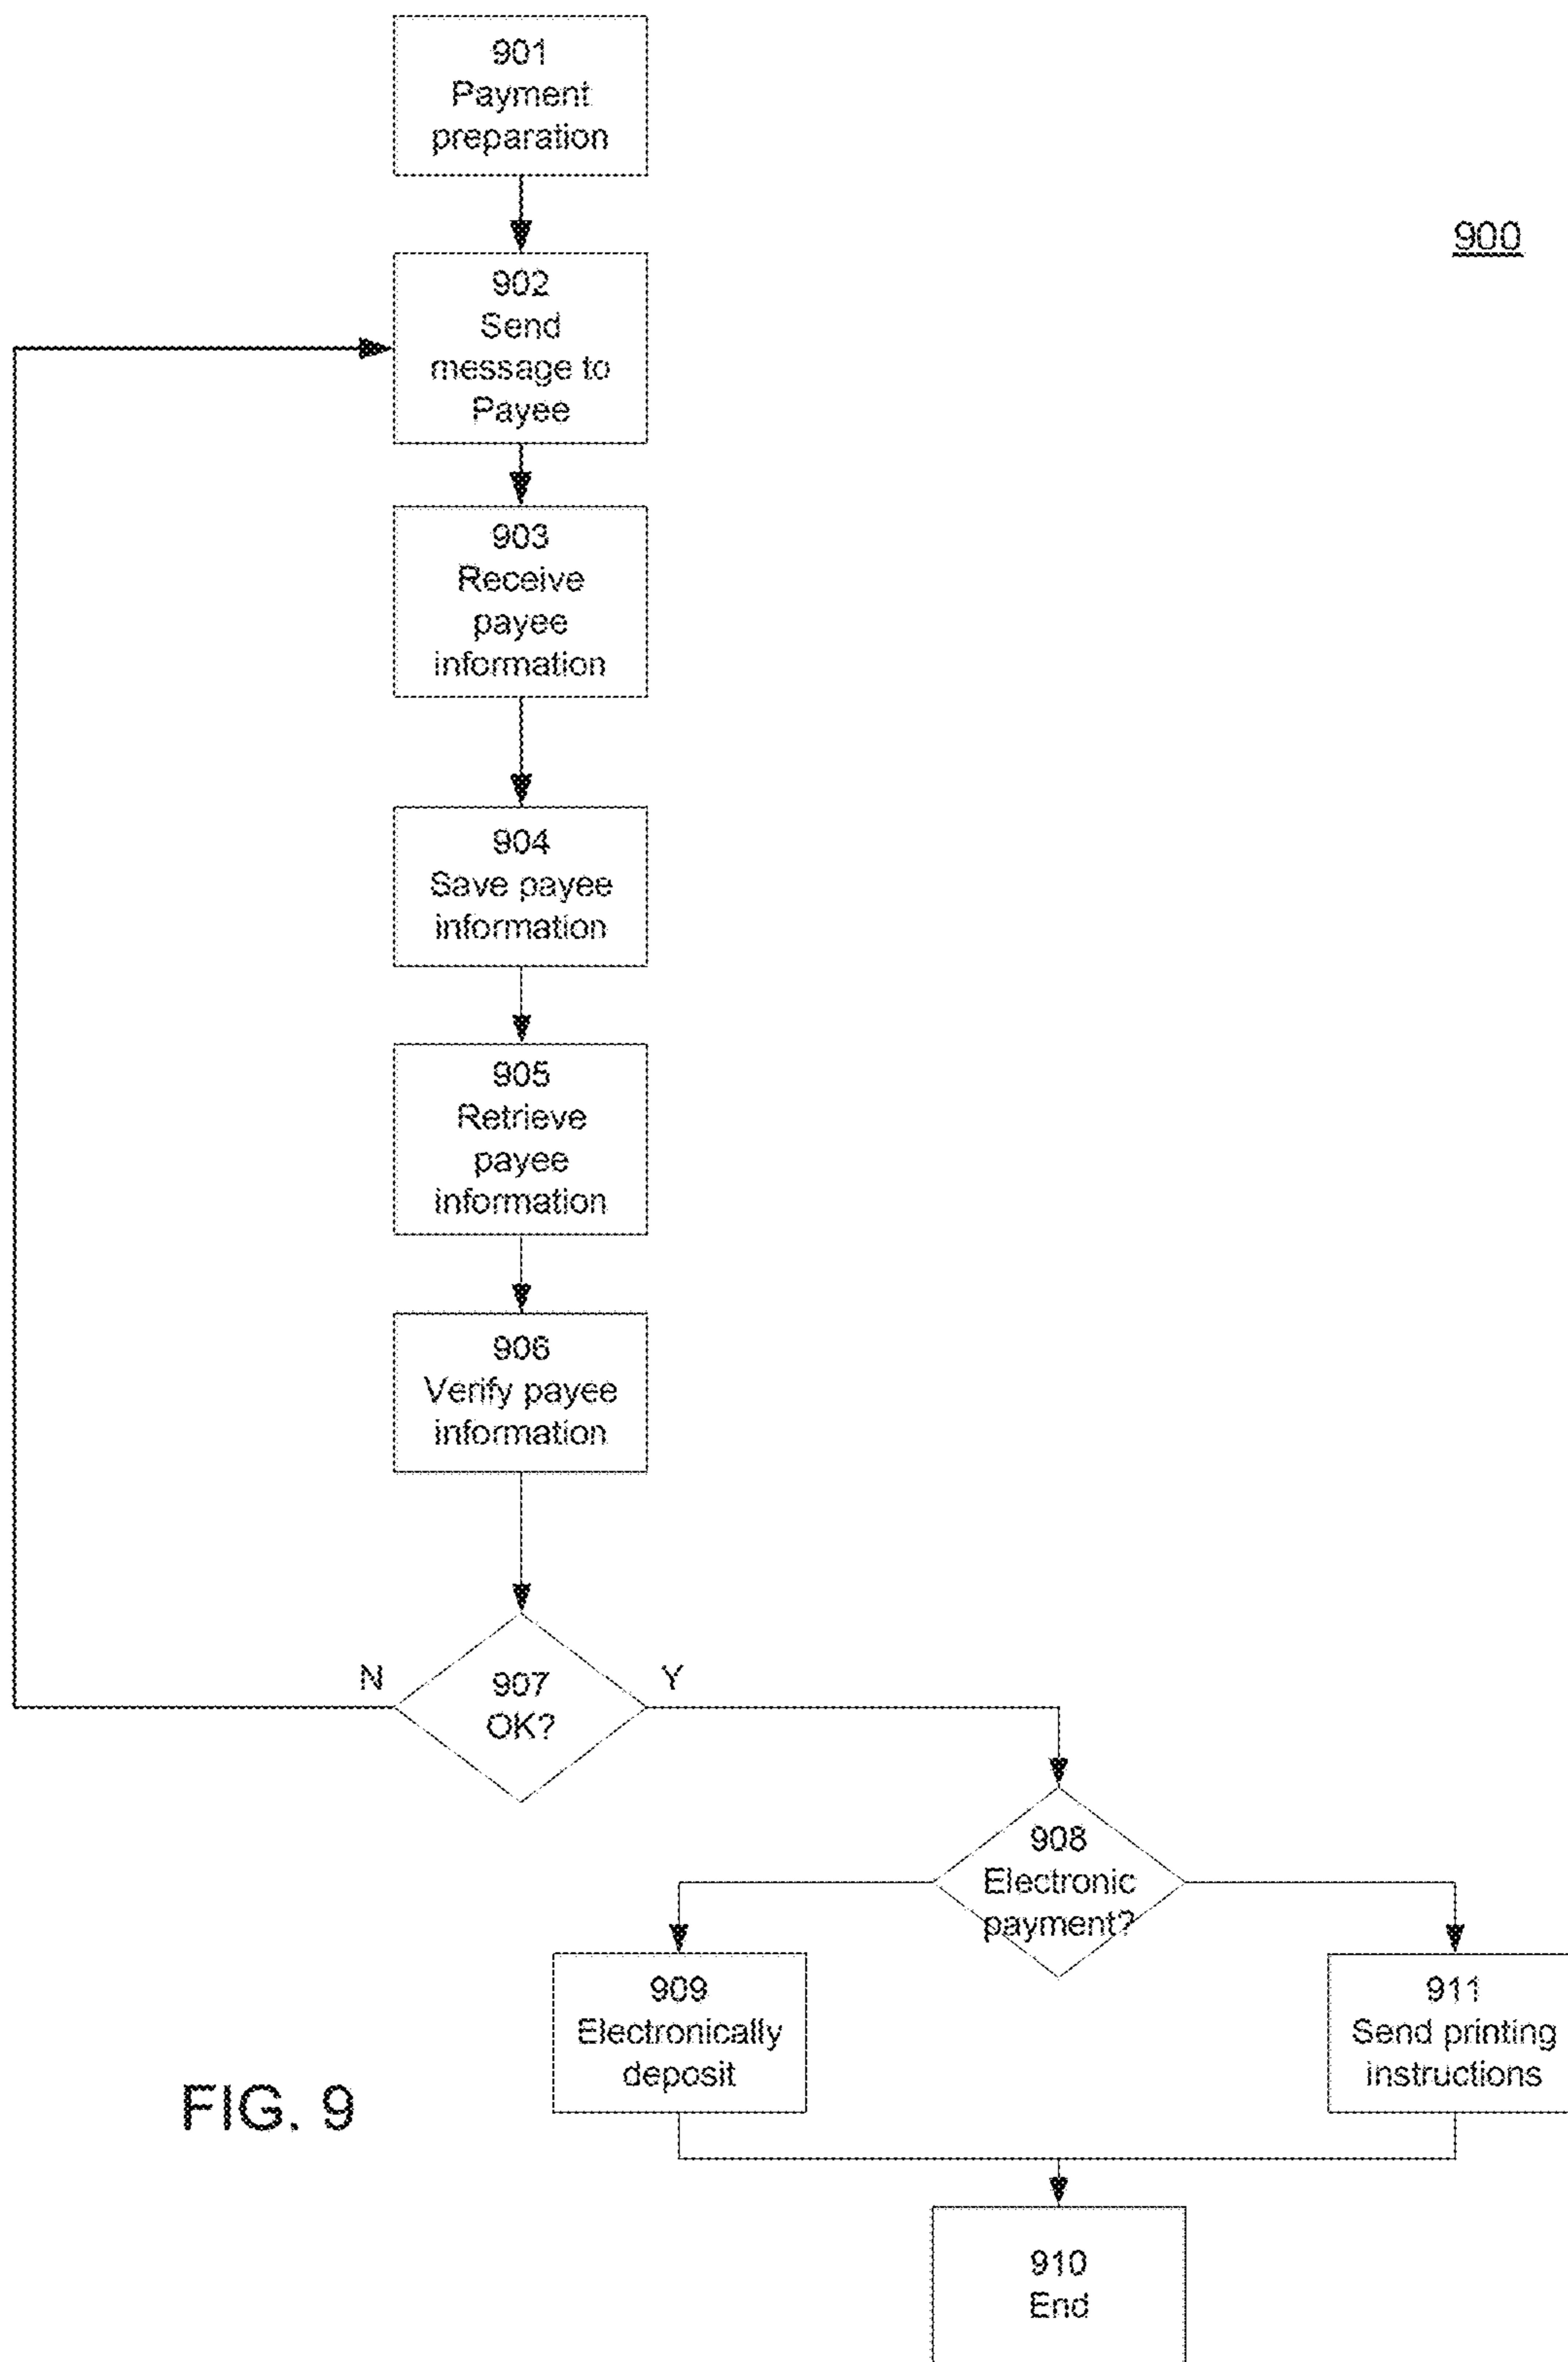 901
Payment
preparation
900
902
Send
message to
Payee
903
Receive
payee
information
904
Save payee
information
905
Retrieve
payee
information
906
Verify payee
information
N
907
OK?
Y
908
Electronic
payment?
909
Electronically
deposit
911
Send printing
instructions
FIG. 9
910
End